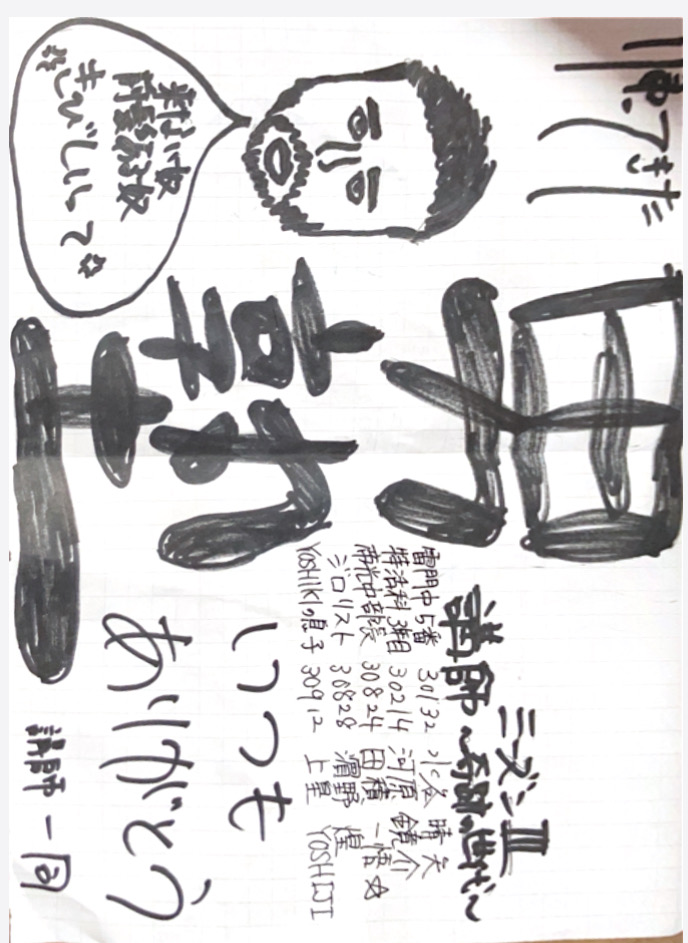 帰ってきた
男塾
シーズンIII
講師 ~奇跡の世代~
雷門中5番 30132 水谷 晴矢
特活科3年目 30214 河原 鏡介
帝光中部長 30824 田積 一悟☆
ジロリスト 30828 濵野 煌
YOSHIKIの息子 30912 上星 YOSHIJI
いつも
ありがとう
講師一同
来ない奴
前髪ある奴
きびしいって